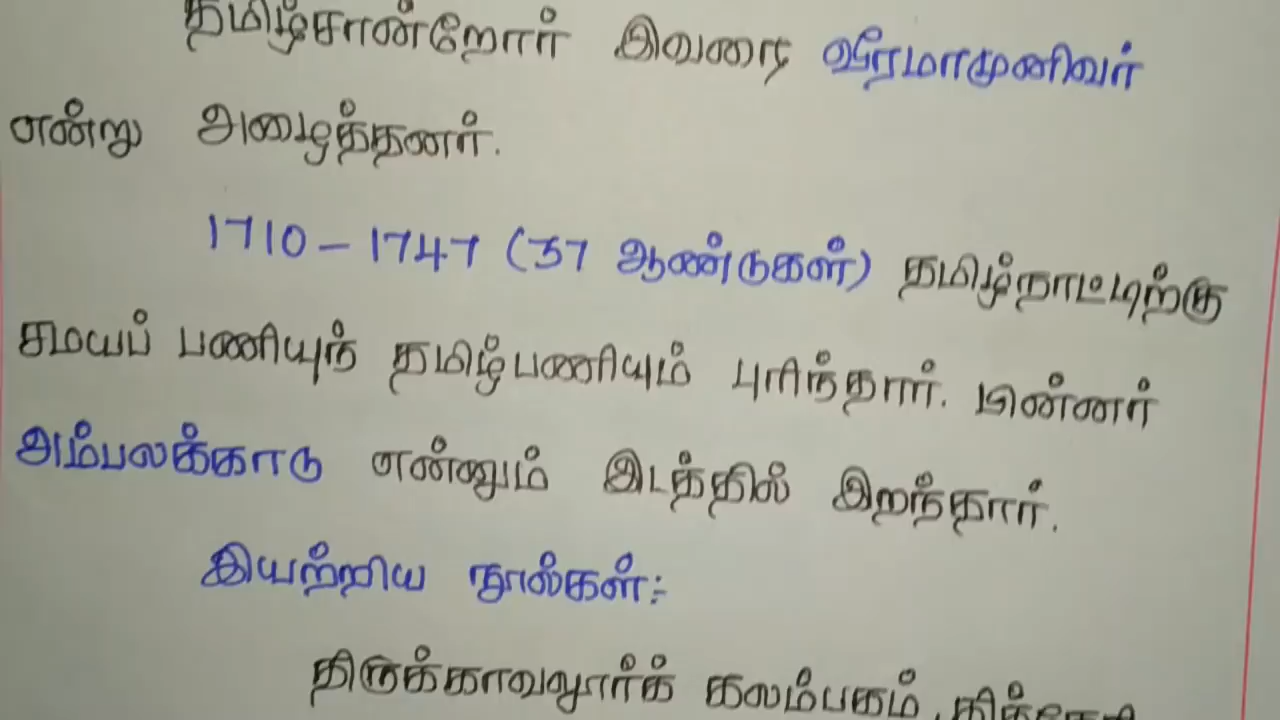 தமிழ்சான்றோர் இவரை வீரமாமுனிவர்
என்று அழைத்தனர்.
1710 - 1747 (37 ஆண்டுகள்) தமிழ்நாட்டிற்கு
சமயப் பணியுந் தமிழ்பணியும் புரிந்தார். பின்னர்
அம்பலக்காடு என்னும் இடத்தில் இறந்தார்.
இயற்றிய நூல்கள்:-
திருக்காவலூர்க் கலம்பகம்,